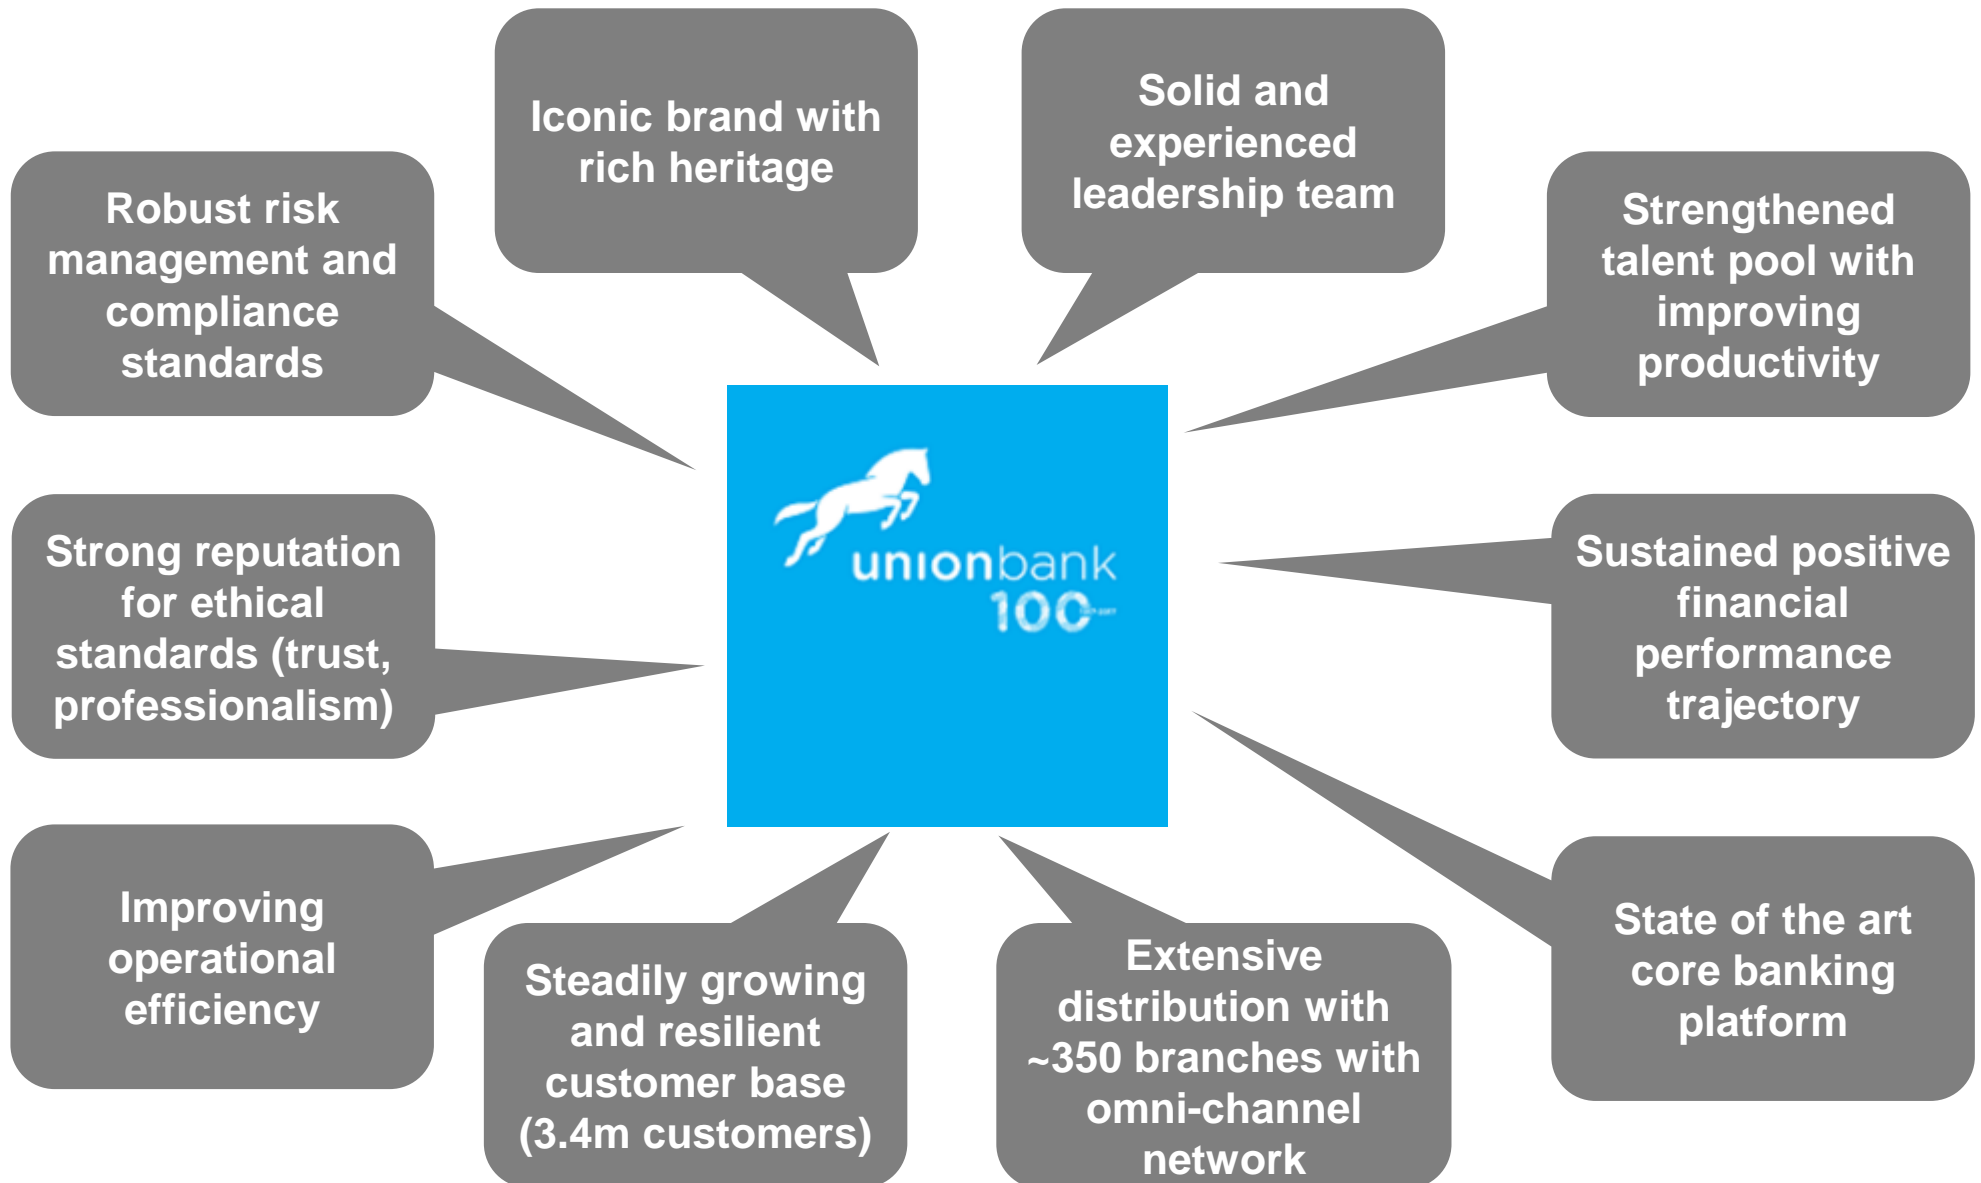 Iconic brand with
rich heritage
Solid and
experienced
leadership team
Robust risk
management and
compliance
standards
Strengthened
talent pool with
improving
productivity
unionbank
100
Strong reputation
for ethical
standards (trust,
professionalism)
Sustained positive
financial
performance
trajectory
Improving
operational
efficiency
Steadily growing
and resilient
customer base
(3.4m customers)
Extensive
distribution with
~350 branches with
omni-channel
network
State of the art
core banking
platform